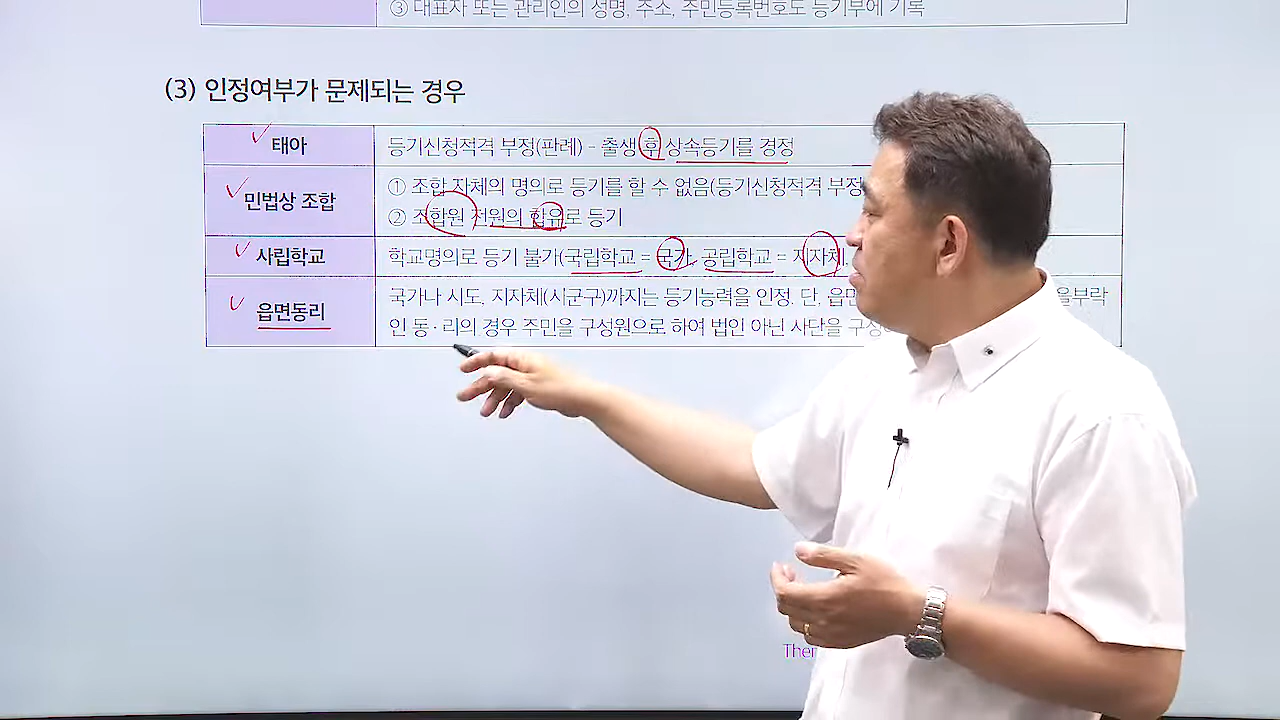 ③ 대표자 또는 관리인의 성명, 주소, 주민등록번호도 등기부에 기록
(3) 인정여부가 문제되는 경우
태아
등기신청적격 부정(판례) - 출생 후 상속등기를 경정
민법상 조합
① 조합 자체의 명의로 등기를 할 수 없음(등기신청적격 부정
② 조합원 전원의 합유로 등기
사립학교
학교명의로 등기 불가(국립학교 = 국가, 공립학교 = 지자체,
읍면동리
국가나 시도, 지자체(시군구)까지는 등기능력을 인정, 단, 읍면
을부락
인 동·리의 경우 주민을 구성원으로 하여 법인 아닌 사단을 구성